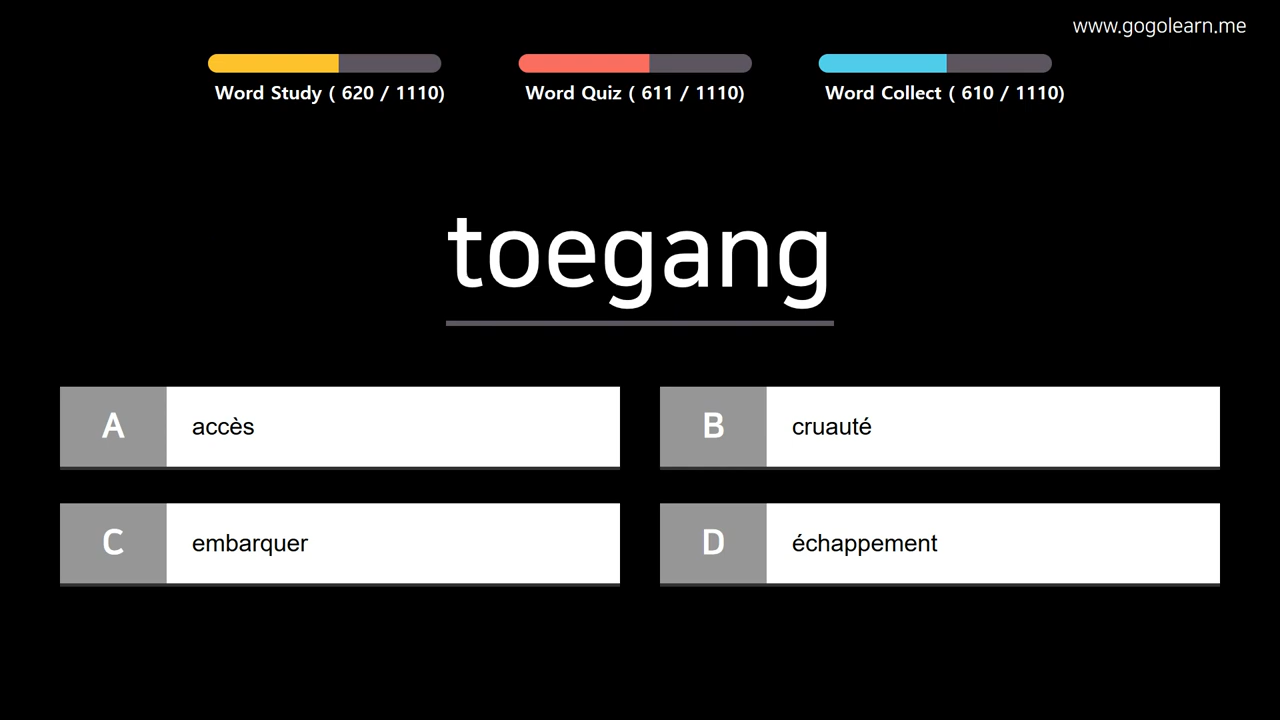 www.gogolearn.me
Word Study ( 620 / 1110)
Word Quiz ( 611 / 1110)
Word Collect ( 610 / 1110)
toegang
A accès
B cruauté
C embarquer
D échappement